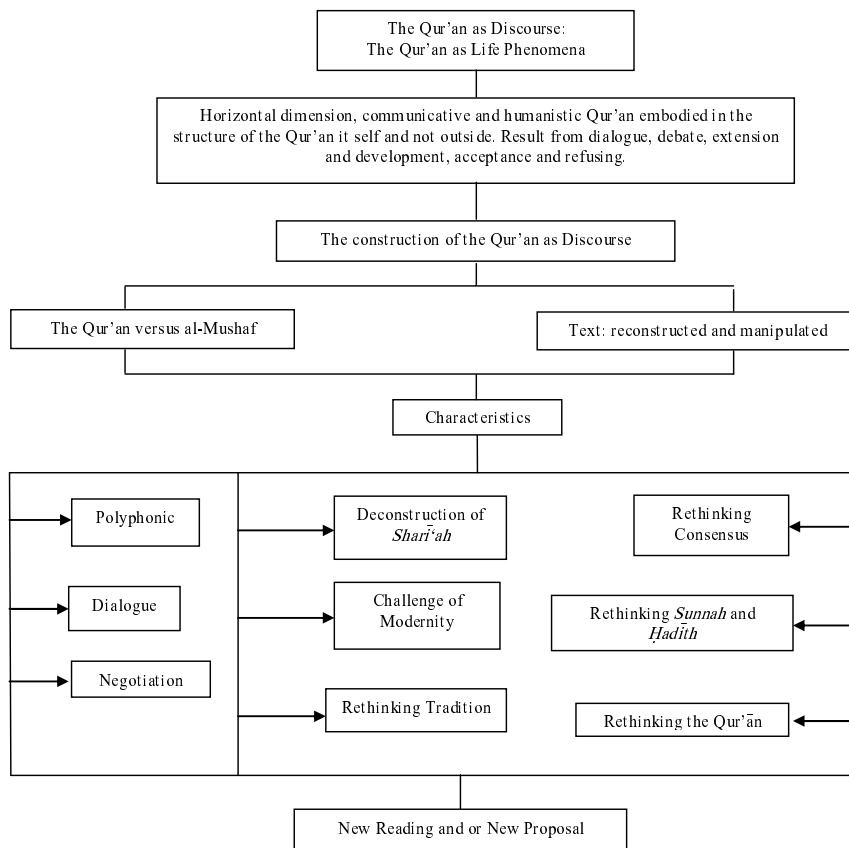 The Qur’an as Discourse:
The Qur’an as Life Phenomena
Horizontal dimension, communicative and humanistic Qur’an embodied in the
structure of the Qur’an it self and not outside. Result from dialogue, debate, extension
and development, acceptance and refusing.
The construction of the Qur’an as Discourse
The Qur’an versus al-Mushaf
Text: reconstructed and manipulated
Characteristics
Polyphonic
Dialogue
Negotiation
Deconstruction of
Sharī‘ah
Challenge of
Modernity
Rethinking Tradition
Rethinking
Consensus
Rethinking Sunnah and
Ḥadīth
Rethinking the Qur’ān
New Reading and or New Proposal